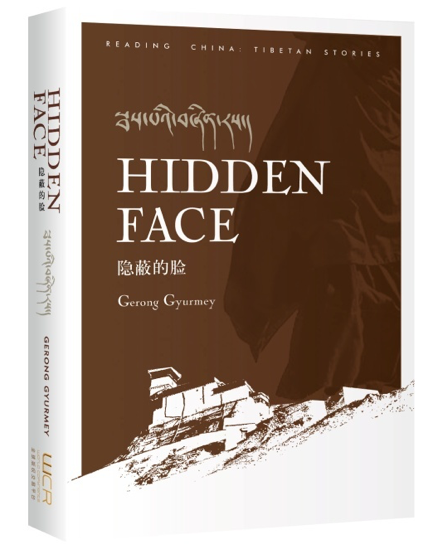 READING CHINA: TIBETAN STORIES
HIDDEN
FACE
隐蔽的脸
Gerong Gyurmey
HIDDEN
FACE
隐蔽的脸
GERONG GYURMEY
WCR